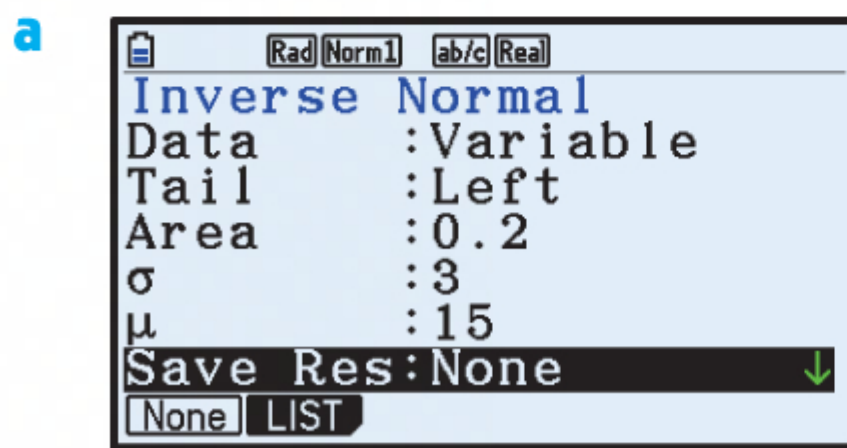 a
Rad Norm1 ab/c Real
Inverse Normal
Data :Variable
Tail :Left
Area :0.2
σ :3
μ :15
Save Res:None ↓
None LIST